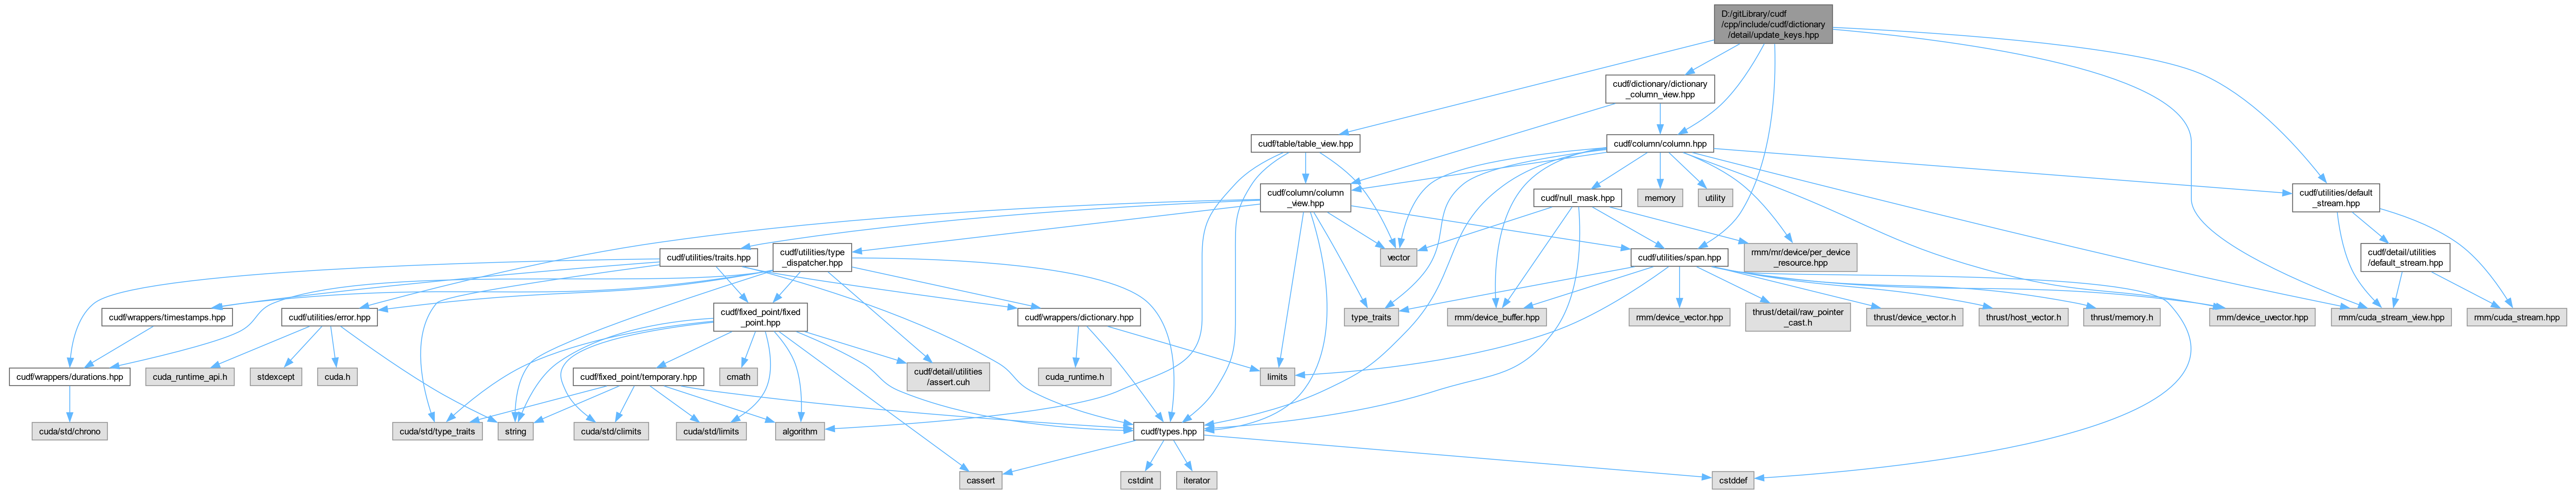 D:/gitLibrary/cudf
/cpp/include/cudf/dictionary
/detail/update_keys.hpp
cudf/dictionary/dictionary
_column_view.hpp
cudf/table/table_view.hpp
cudf/column/column.hpp
cudf/column/column
_view.hpp
cudf/null_mask.hpp
memory
utility
cudf/utilities/default
_stream.hpp
cudf/utilities/traits.hpp
cudf/utilities/type
_dispatcher.hpp
vector
cudf/utilities/span.hpp
rmm/mr/device/per_device
_resource.hpp
cudf/detail/utilities
/default_stream.hpp
cudf/wrappers/timestamps.hpp
cudf/utilities/error.hpp
cudf/fixed_point/fixed
_point.hpp
cudf/wrappers/dictionary.hpp
type_traits
rmm/device_buffer.hpp
rmm/device_vector.hpp
thrust/detail/raw_pointer
_cast.h
thrust/device_vector.h
thrust/host_vector.h
thrust/memory.h
rmm/device_uvector.hpp
rmm/cuda_stream_view.hpp
rmm/cuda_stream.hpp
cudf/wrappers/durations.hpp
cuda_runtime_api.h
stdexcept
cuda.h
cudf/fixed_point/temporary.hpp
cmath
cudf/detail/utilities
/assert.cuh
cuda_runtime.h
limits
cuda/std/chrono
cuda/std/type_traits
string
cuda/std/climits
cuda/std/limits
algorithm
cudf/types.hpp
cassert
cstdint
iterator
cstddef